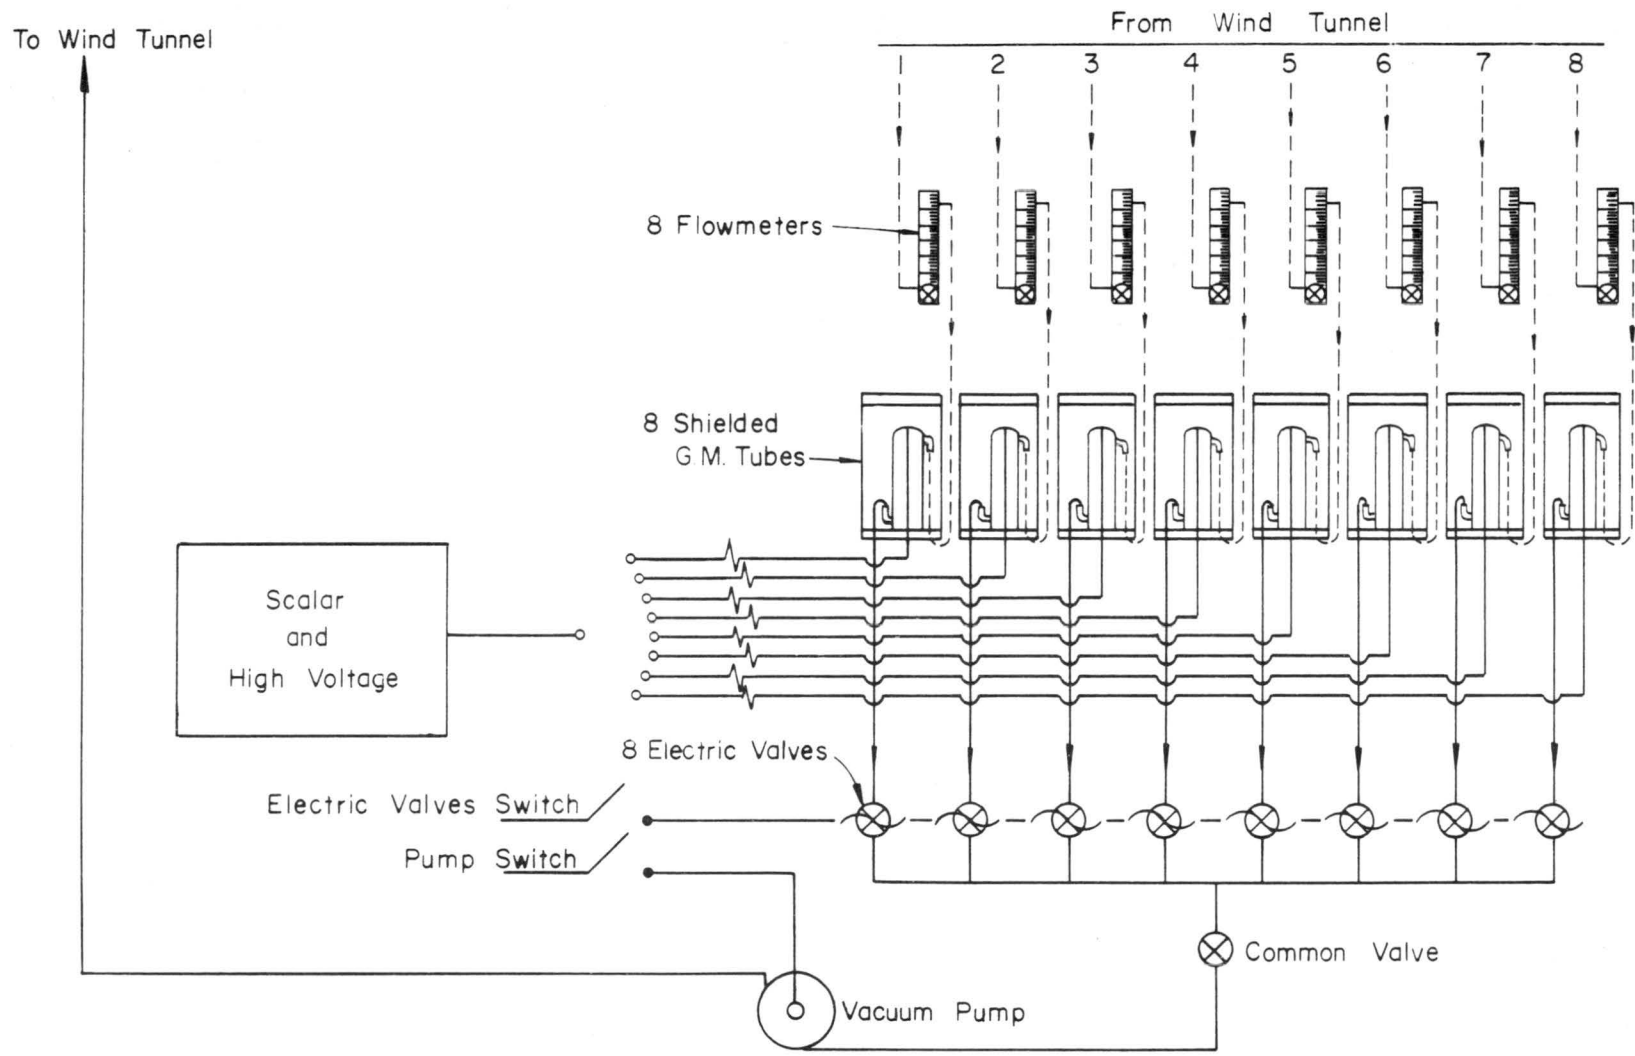 From Wind Tunnel
To Wind Tunnel
1 2 3 4 5 6 7 8
8 Flowmeters
8 Shielded
G.M. Tubes
Scalar
and
High Voltage
8 Electric Valves
Electric Valves Switch
Pump Switch
Common Valve
Vacuum Pump